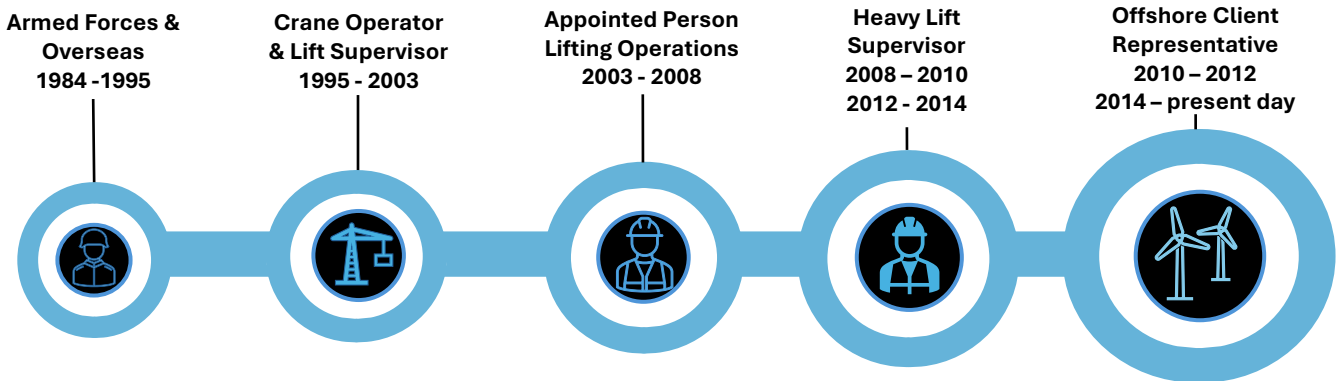 Armed Forces &
Overseas
1984 -1995
Crane Operator
& Lift Supervisor
1995 - 2003
Appointed Person
Lifting Operations
2003 - 2008
Heavy Lift
Supervisor
2008 – 2010
2012 - 2014
Offshore Client
Representative
2010 – 2012
2014 – present day